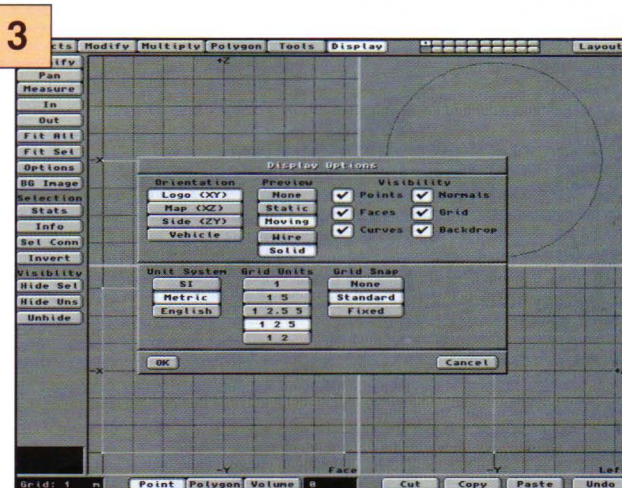 3
cts Modify Multiply Polygon Tools Display Layout
ify
Pan
Measure
In
Out
Fit All
Fit Sel
Options
BG Image
Selection
Stats
Info
Sel Conn
Invert
Visiblity
Hide Sel
Hide Uns
Unhide
+Z
-X
Display Options
Orientation
Logo (XY)
Map (XZ)
Side (ZY)
Vehicle
Preview
None
Static
Moving
Wire
Solid
Visibility
Points Normals
Faces Grid
Curves Backdrop
Unit System
SI
Metric
English
Grid Units
1
1 5
1 2.5 5
1 2 5
1 2
Grid Snap
None
Standard
Fixed
OK Cancel
-X
-Y Face -Y Lef
Grid: 1 m Point Polygon Volume 0 Cut Copy Paste Undo